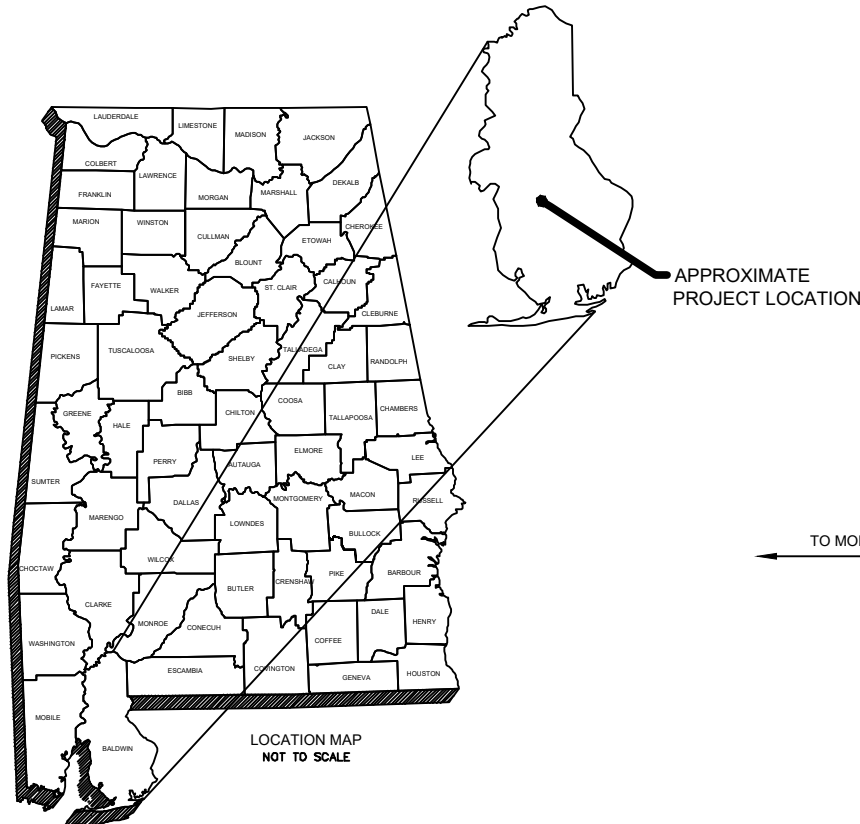 LAUDERDALE
LIMESTONE
MADISON
JACKSON
COLBERT
LAWRENCE
FRANKLIN
MORGAN
MARSHALL
DEKALB
MARION
WINSTON
CULLMAN
CHEROKEE
ETOWAH
BLOUNT
FAYETTE
WALKER
ST. CLAIR
CALHOUN
LAMAR
JEFFERSON
CLEBURNE
PICKENS
TUSCALOOSA
SHELBY
TALLADEGA
CLAY
RANDOLPH
BIBB
GREENE
HALE
CHILTON
COOSA
TALLAPOOSA
CHAMBERS
PERRY
AUTAUGA
ELMORE
LEE
SUMTER
MARENGO
DALLAS
LOWNDES
MONTGOMERY
MACON
RUSSELL
BULLOCK
CHOCTAW
WILCOX
CLARKE
BUTLER
CRENSHAW
PIKE
BARBOUR
WASHINGTON
MONROE
CONECUH
COFFEE
DALE
HENRY
ESCAMBIA
COVINGTON
GENEVA
HOUSTON
MOBILE
BALDWIN
LOCATION MAP
NOT TO SCALE
APPROXIMATE
PROJECT LOCATION
TO